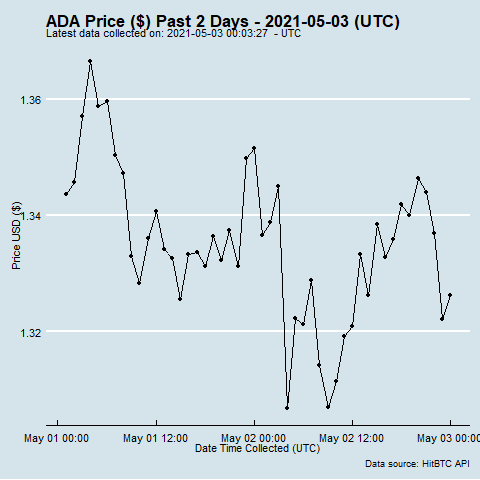 ADA Price ($) Past 2 Days - 2021-05-03 (UTC)
Latest data collected on: 2021-05-03 00:03:27  - UTC
1.36
1.34
1.32
Price USD ($)
May 01 00:00
May 01 12:00
May 02 00:00
May 02 12:00
May 03 00:00
Date Time Collected (UTC)
Data source: HitBTC API